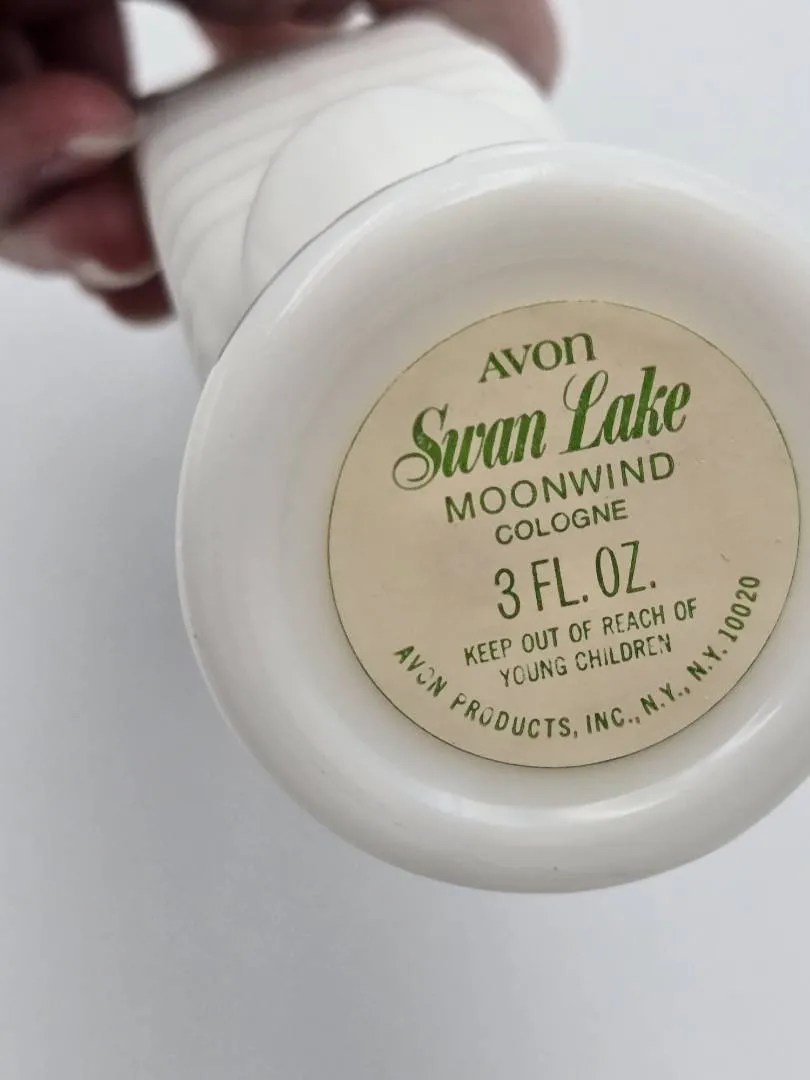 AVON
Swan Lake
MOONWIND
COLOGNE
3 FL. OZ.
KEEP OUT OF REACH OF
YOUNG CHILDREN
AVON PRODUCTS, INC., N.Y., N.Y. 10020